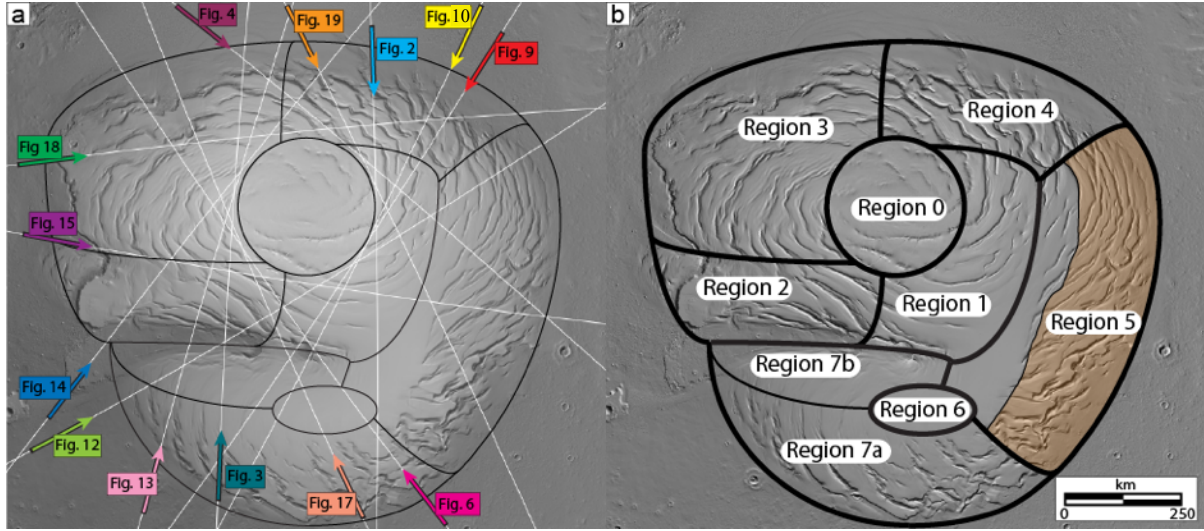 a
Fig. 4
Fig. 19
Fig. 2
Fig. 10
Fig. 9
Fig 18
Fig. 15
Fig. 14
Fig. 12
Fig. 13
Fig. 3
Fig. 17
Fig. 6
b
Region 4
Region 3
Region 0
Region 2
Region 1
Region 5
Region 7b
Region 6
Region 7a
km
0 250